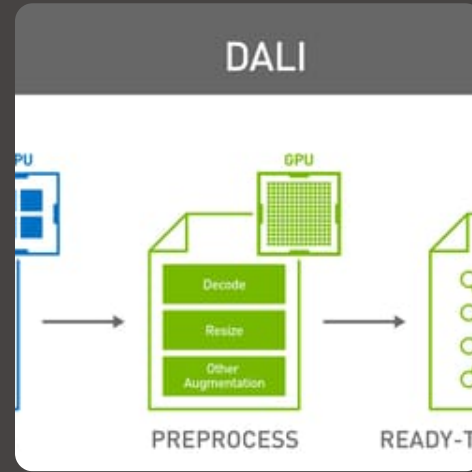 DALI
PU
GPU
Decode
Resize
Other
Augmentation
PREPROCESS
READY-T